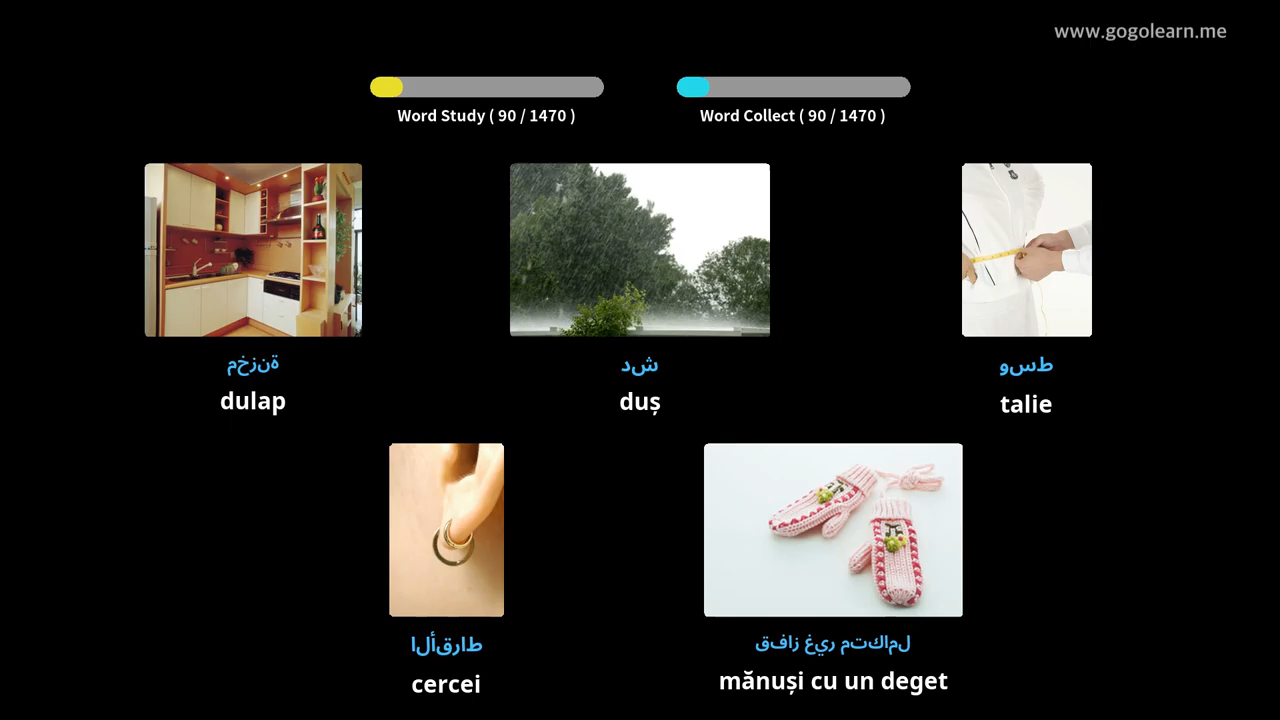 www.gogolearn.me
Word Study ( 90 / 1470 )
Word Collect ( 90 / 1470 )
ةنزخم
dulap
شد
duș
طسو
talie
طارقألا
cercei
لماكتم ريغ زافق
mănuși cu un deget